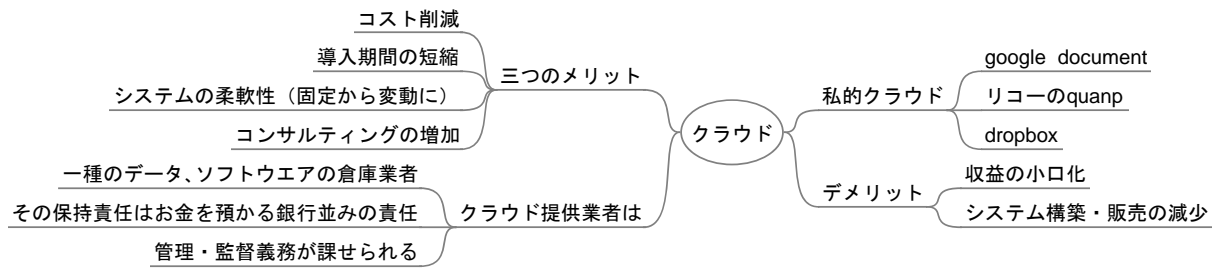 クラウド
三つのメリット
コスト削減
導入期間の短縮
システムの柔軟性（固定から変動に）
コンサルティングの増加
クラウド提供業者は
一種のデータ、ソフトウエアの倉庫業者
その保持責任はお金を預かる銀行並みの責任
管理・監督義務が課せられる
私的クラウド
google document
リコーのquanp
dropbox
デメリット
収益の小口化
システム構築・販売の減少